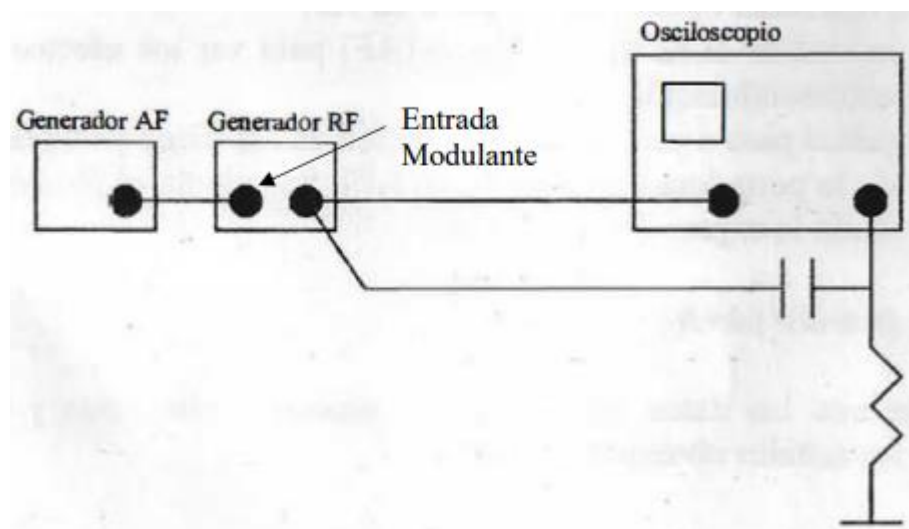 Osciloscopio
Generador AF
Generador RF
Entrada
Modulante